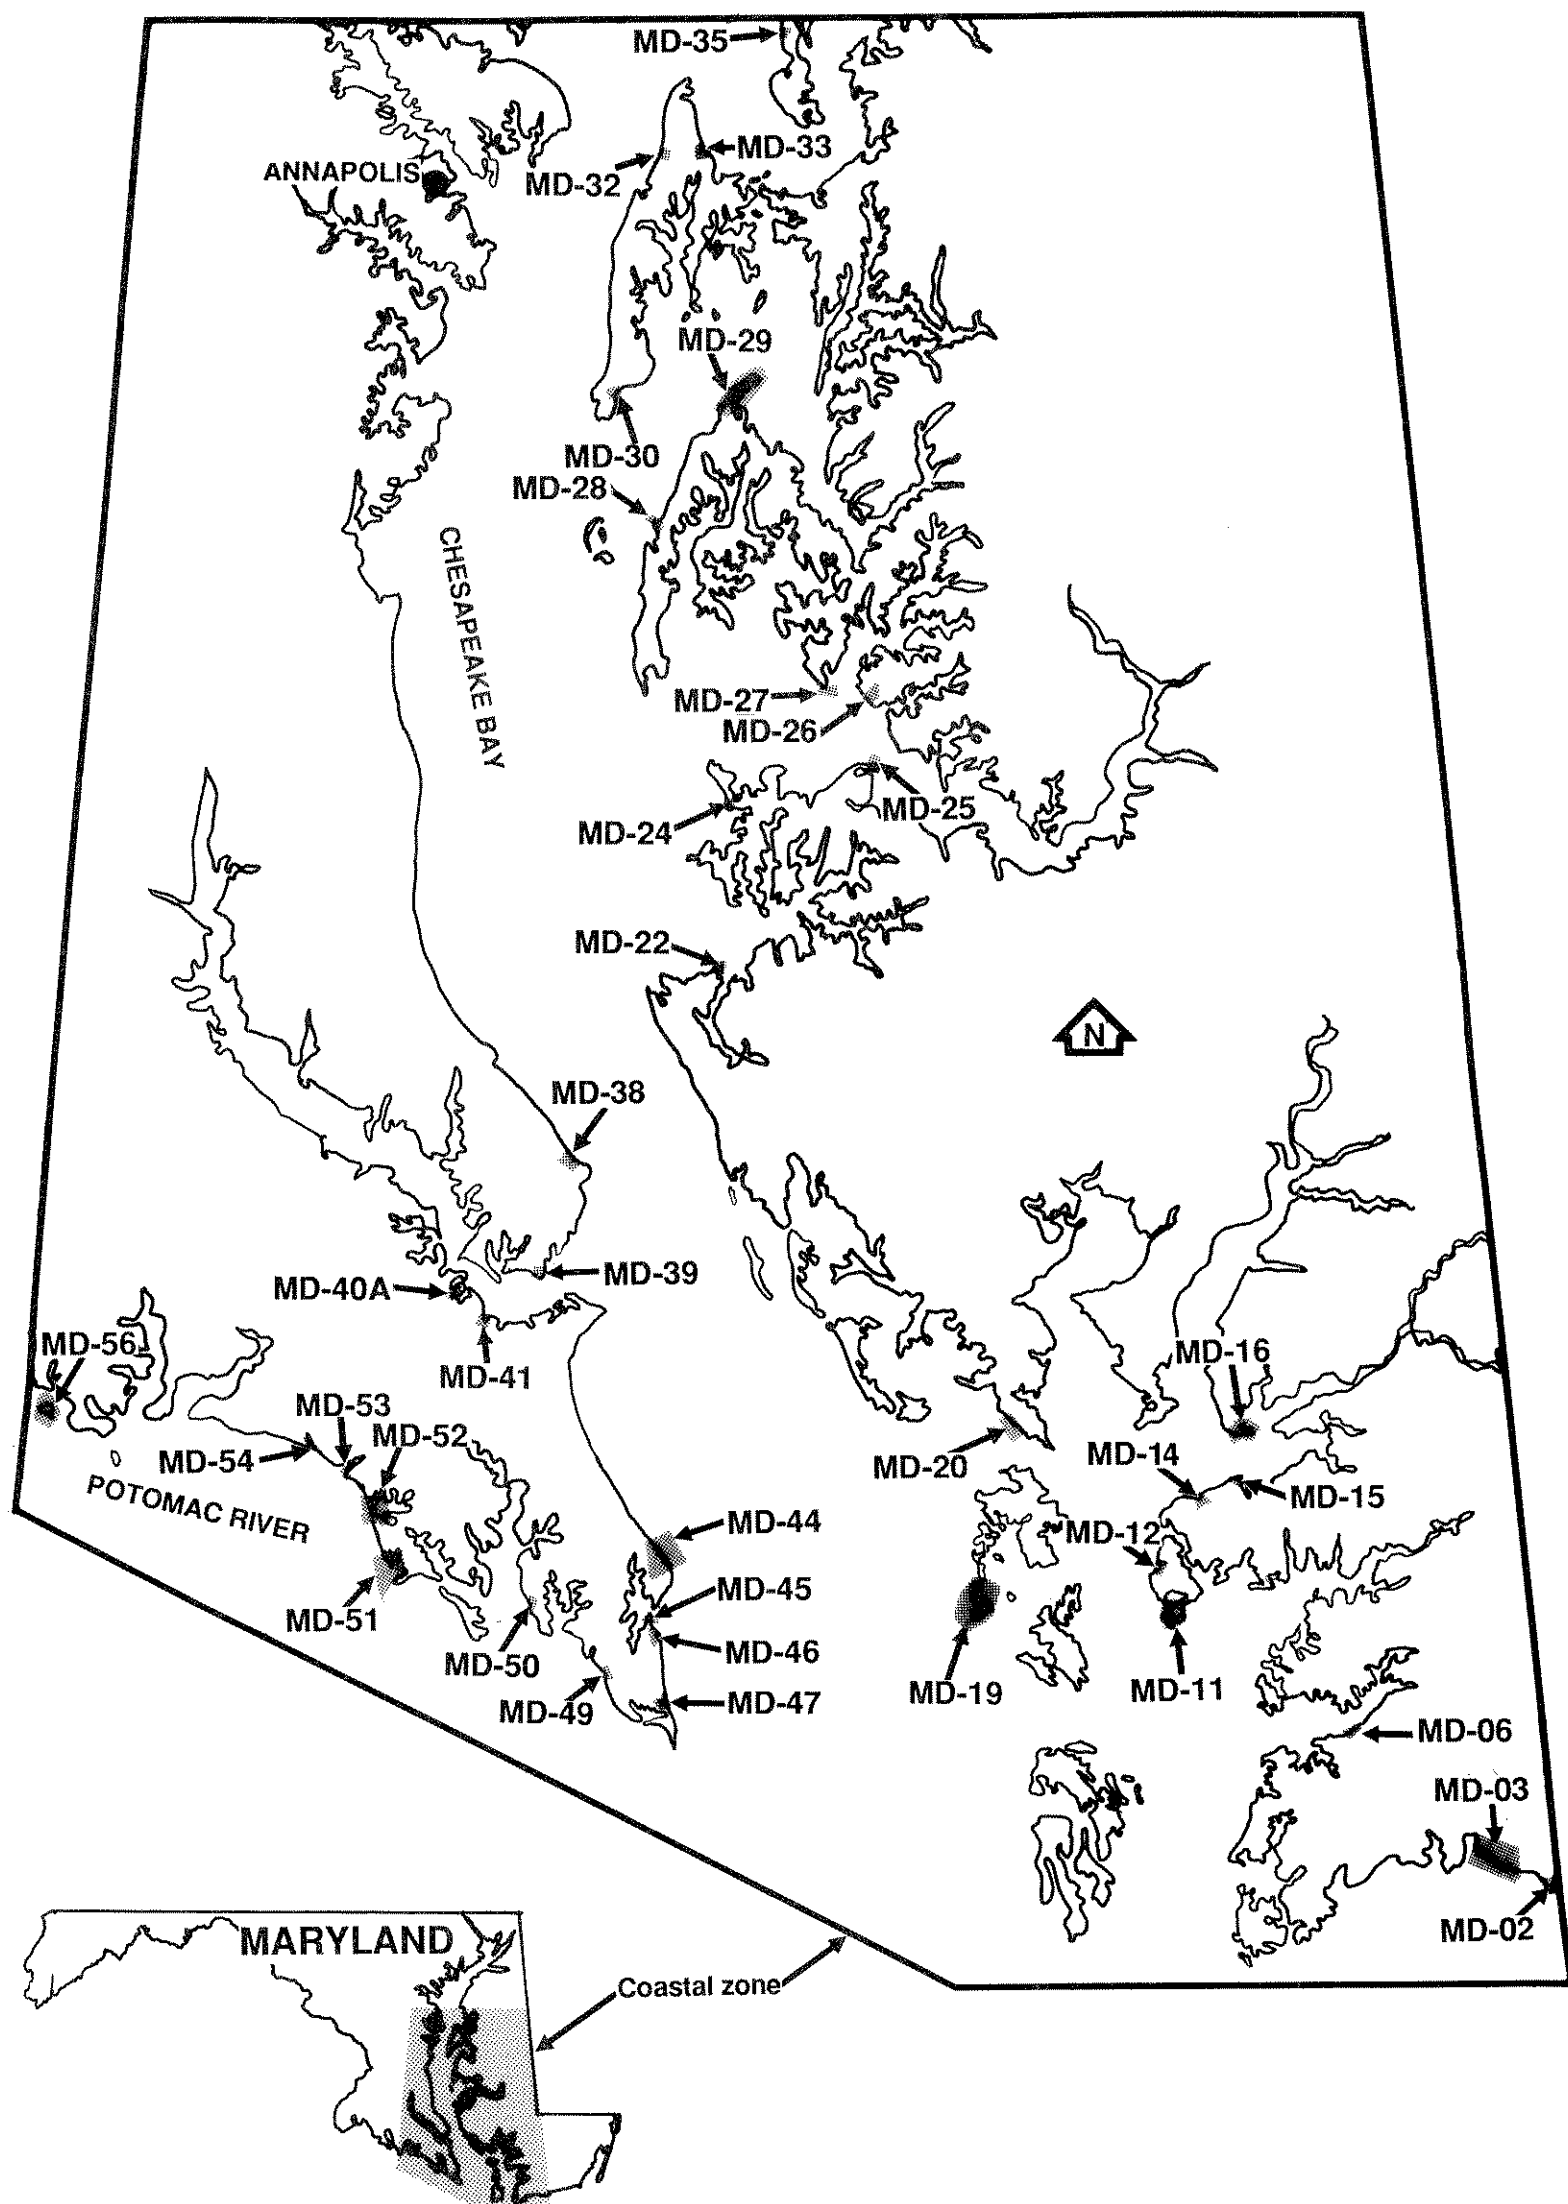 MD-35
MD-33
ANNAPOLIS
MD-32
MD-29
MD-30
MD-28
CHESAPEAKE BAY
MD-27
MD-26
MD-25
MD-24
MD-22
N
MD-38
MD-39
MD-40A
MD-56
MD-41
MD-16
MD-53
MD-52
MD-54
MD-20
MD-14
POTOMAC RIVER
MD-15
MD-44
MD-12
MD-45
MD-51
MD-46
MD-50
MD-19
MD-11
MD-47
MD-49
MD-06
MD-03
MD-02
MARYLAND
Coastal zone